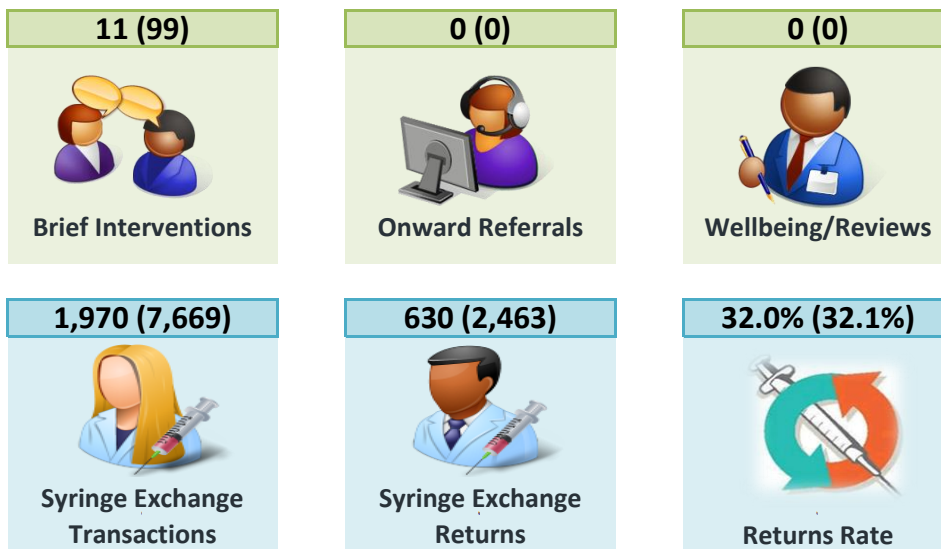 11 (99)
0 (0)
0 (0)
Brief Interventions
Onward Referrals
Wellbeing/Reviews
1,970 (7,669)
630 (2,463)
32.0% (32.1%)
Syringe Exchange
Transactions
Syringe Exchange
Returns
Returns Rate